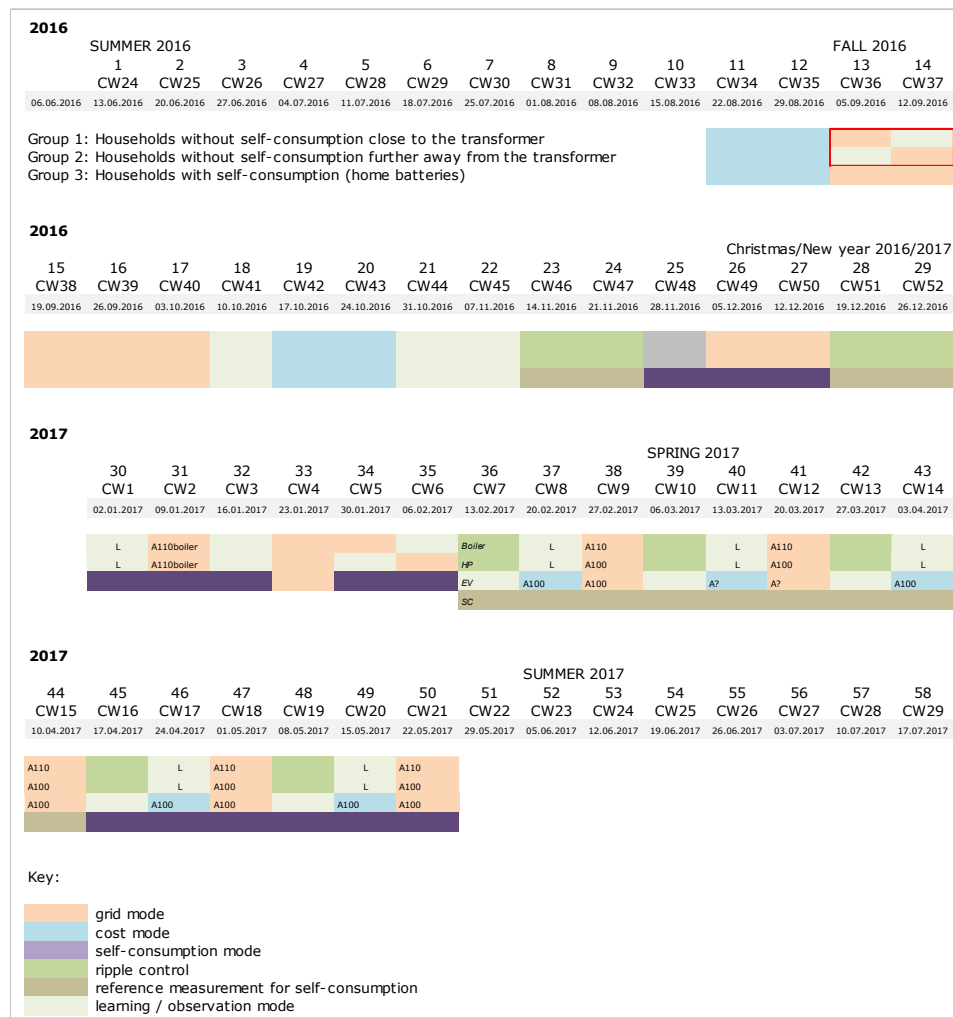 2016
SUMMER 2016 FALL 2016
1 2 3 4 5 6 7 8 9 10 11 12 13 14
CW24 CW25 CW26 CW27 CW28 CW29 CW30 CW31 CW32 CW33 CW34 CW35 CW36 CW37
06.06.2016 13.06.2016 20.06.2016 27.06.2016 04.07.2016 11.07.2016 18.07.2016 25.07.2016 01.08.2016 08.08.2016 15.08.2016 22.08.2016 29.08.2016 05.09.2016 12.09.2016
Group 1: Households without self-consumption close to the transformer
Group 2: Households without self-consumption further away from the transformer
Group 3: Households with self-consumption (home batteries)
2016
Christmas/New year 2016/2017
15 16 17 18 19 20 21 22 23 24 25 26 27 28 29
CW38 CW39 CW40 CW41 CW42 CW43 CW44 CW45 CW46 CW47 CW48 CW49 CW50 CW51 CW52
19.09.2016 26.09.2016 03.10.2016 10.10.2016 17.10.2016 24.10.2016 31.10.2016 07.11.2016 14.11.2016 21.11.2016 28.11.2016 05.12.2016 12.12.2016 19.12.2016 26.12.2016
2017
SPRING 2017
30 31 32 33 34 35 36 37 38 39 40 41 42 43
CW1 CW2 CW3 CW4 CW5 CW6 CW7 CW8 CW9 CW10 CW11 CW12 CW13 CW14
02.01.2017 09.01.2017 16.01.2017 23.01.2017 30.01.2017 06.02.2017 13.02.2017 20.02.2017 27.02.2017 06.03.2017 13.03.2017 20.03.2017 27.03.2017 03.04.2017
L A110boiler Boiler L A110 L A110 L
L A110boiler HP L A100 L A100 L
EV A100 A100 A? A? A100
SC
2017
SUMMER 2017
44 45 46 47 48 49 50 51 52 53 54 55 56 57 58
CW15 CW16 CW17 CW18 CW19 CW20 CW21 CW22 CW23 CW24 CW25 CW26 CW27 CW28 CW29
10.04.2017 17.04.2017 24.04.2017 01.05.2017 08.05.2017 15.05.2017 22.05.2017 29.05.2017 05.06.2017 12.06.2017 19.06.2017 26.06.2017 03.07.2017 10.07.2017 17.07.2017
A110 L A110 L A110
A100 L A100 L A100
A100 A100 A100 A100 A100
Key:
grid mode
cost mode
self-consumption mode
ripple control
reference measurement for self-consumption
learning / observation mode